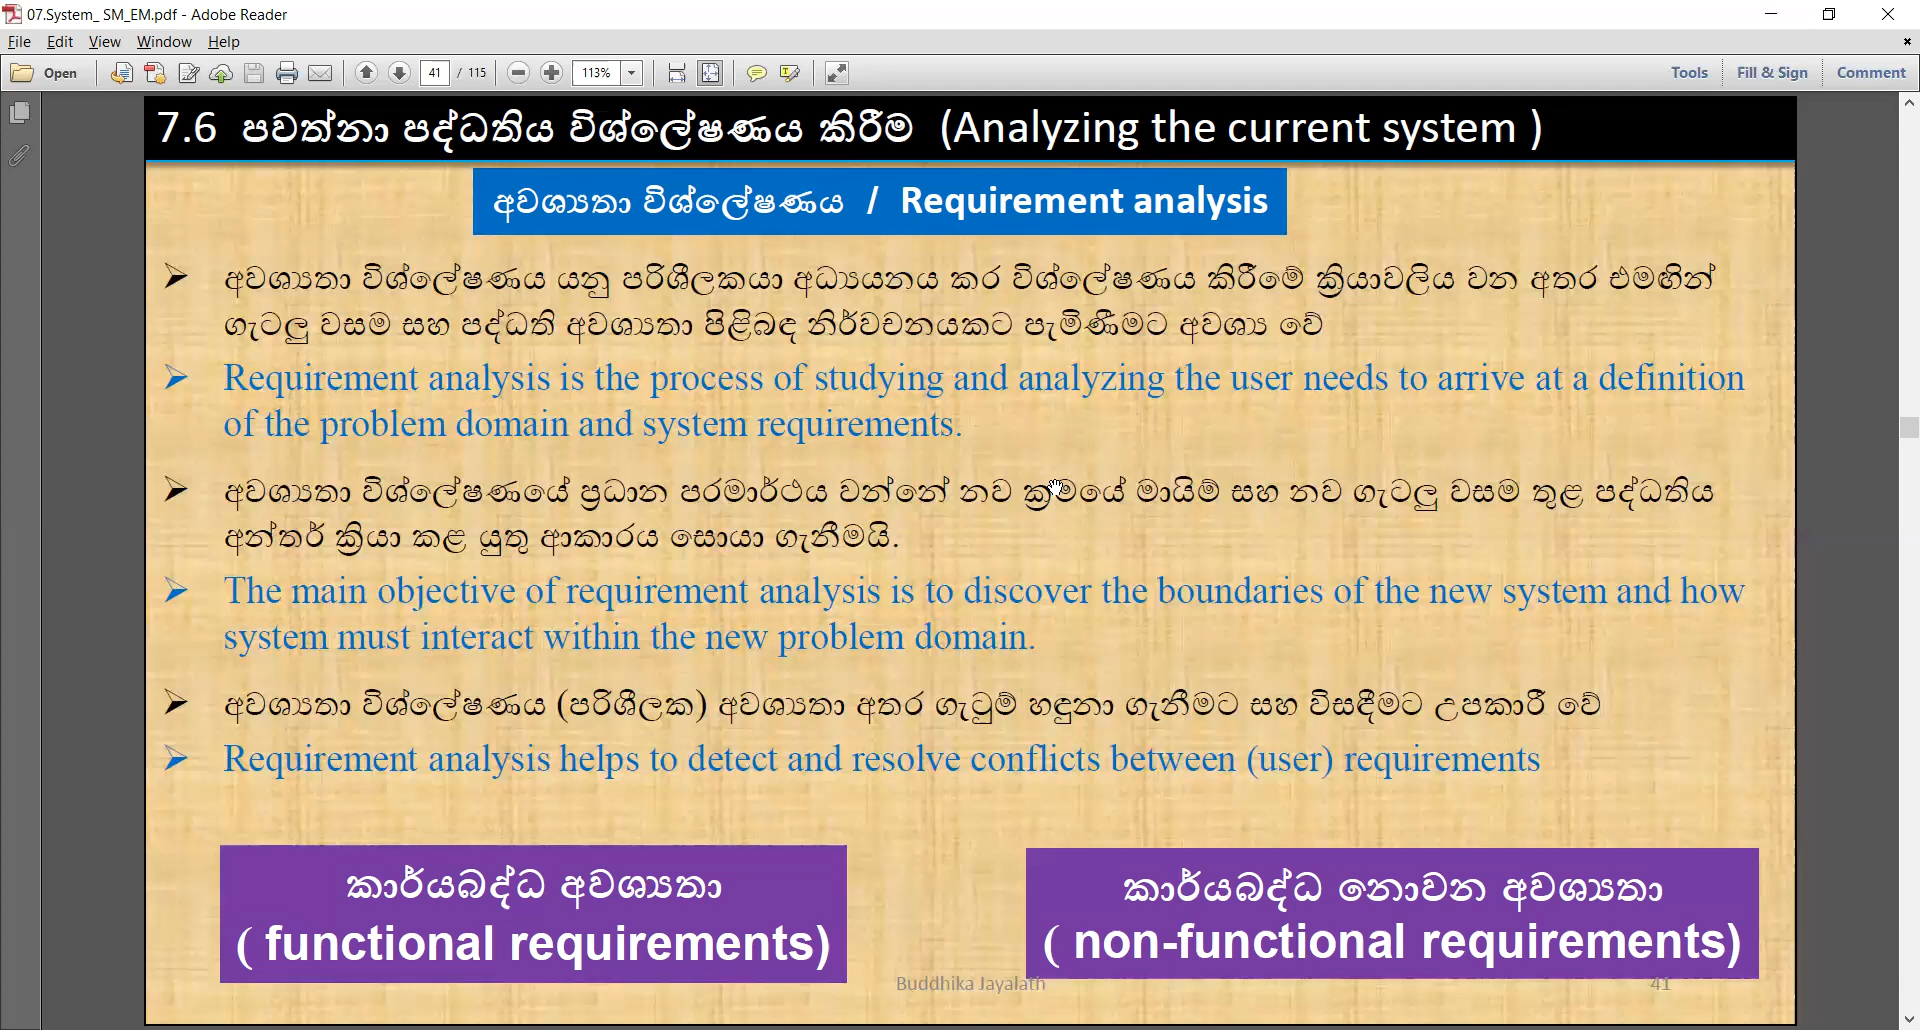 07.System_ SM_EM.pdf - Adobe Reader
File Edit View Window Help
Open 41 / 115 113% Tools Fill & Sign Comment
7.6 පවත්නා පද්ධතිය විශ්ලේෂණය කිරීම (Analyzing the current system )
අවශ්‍යතා විශ්ලේෂණය / Requirement analysis
අවශ්‍යතා විශ්ලේෂණය යනු පරිශීලකයා අධ්‍යයනය කර විශ්ලේෂණය කිරීමේ ක්‍රියාවලිය වන අතර එමඟින්
ගැටලු වසම සහ පද්ධති අවශ්‍යතා පිළිබඳ නිර්වචනයකට පැමිණීමට අවශ්‍ය වේ
Requirement analysis is the process of studying and analyzing the user needs to arrive at a definition
of the problem domain and system requirements.
අවශ්‍යතා විශ්ලේෂණයේ ප්‍රධාන පරමාර්ථය වන්නේ නව ක්‍රමයේ මායිම් සහ නව ගැටලු වසම තුළ පද්ධතිය
අන්තර් ක්‍රියා කළ යුතු ආකාරය සොයා ගැනීමයි.
The main objective of requirement analysis is to discover the boundaries of the new system and how
system must interact within the new problem domain.
අවශ්‍යතා විශ්ලේෂණය (පරිශීලක) අවශ්‍යතා අතර ගැටුම් හඳුනා ගැනීමට සහ විසඳීමට උපකාරී වේ
Requirement analysis helps to detect and resolve conflicts between (user) requirements
කාර්යබද්ධ අවශ්‍යතා
( functional requirements)
කාර්යබද්ධ නොවන අවශ්‍යතා
( non-functional requirements)
Buddhika Jayalath 41